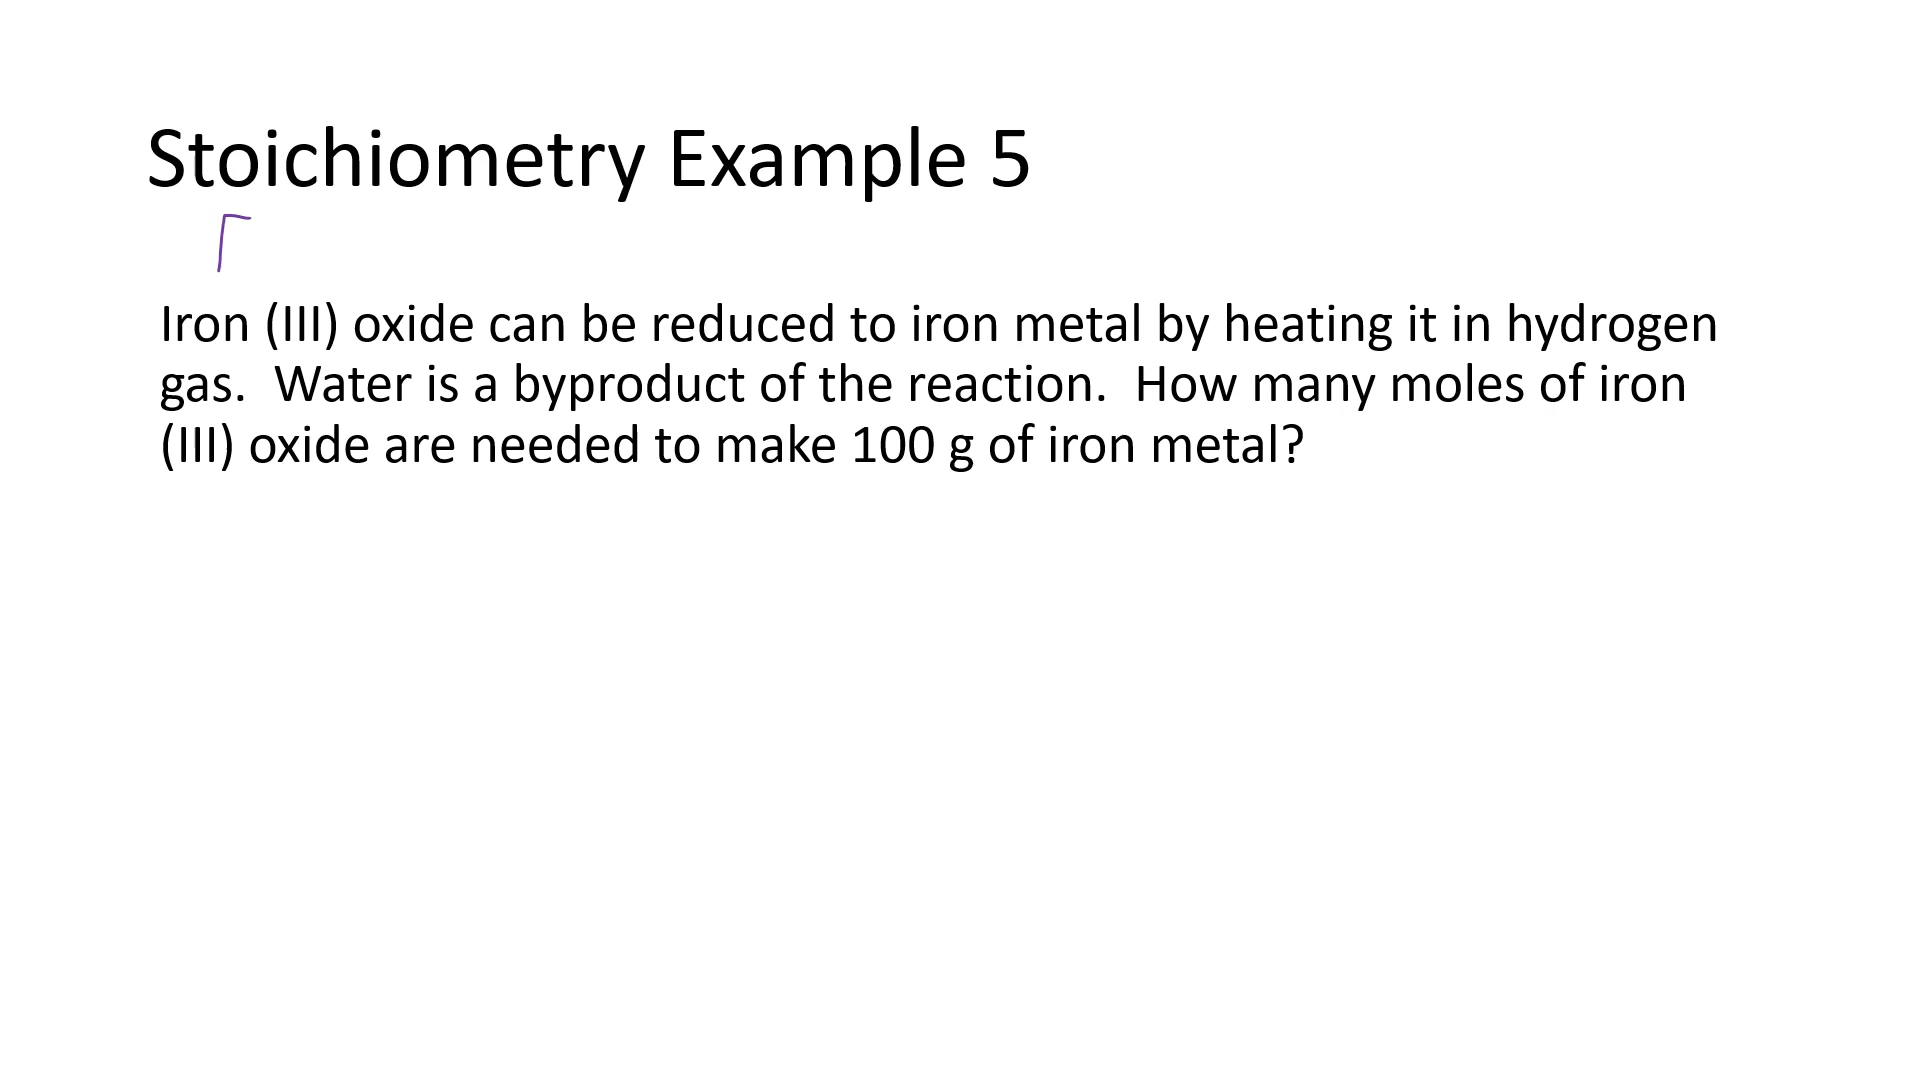 Stoichiometry Example 5
Iron (III) oxide can be reduced to iron metal by heating it in hydrogen
gas.  Water is a byproduct of the reaction.  How many moles of iron
(III) oxide are needed to make 100 g of iron metal?